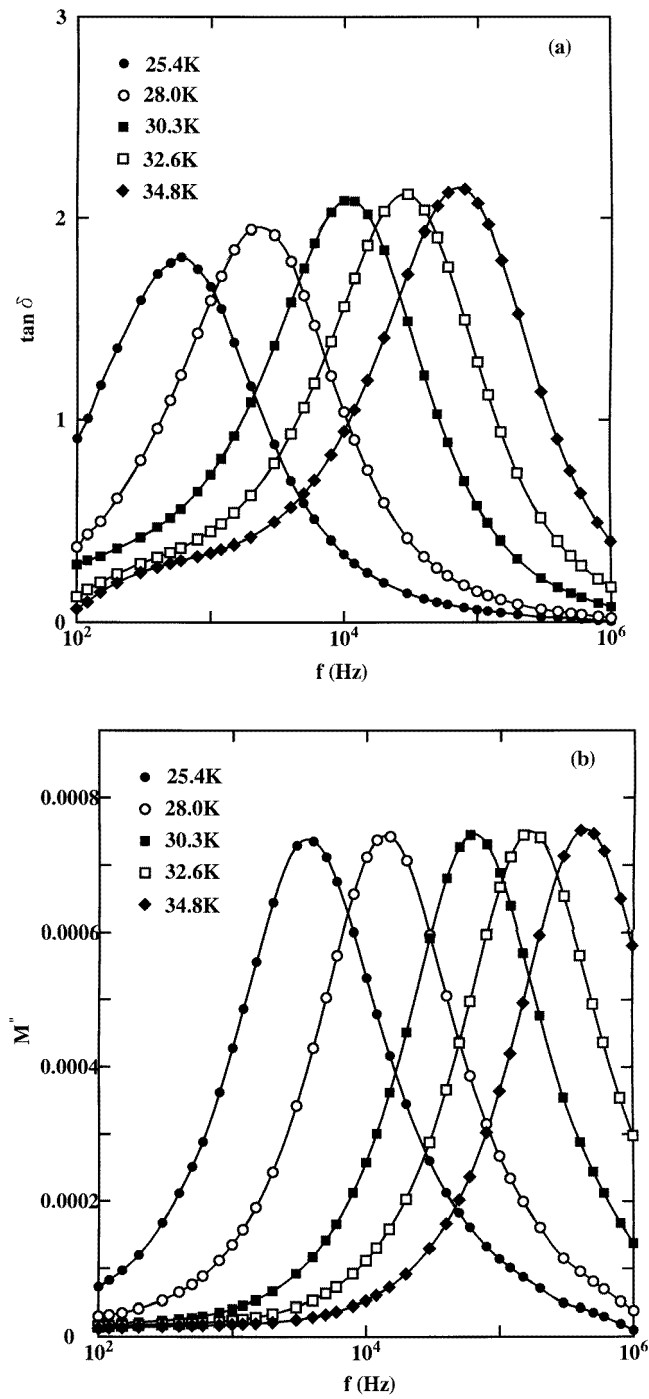 3
(a)
25.4K
28.0K
30.3K
32.6K
34.8K
2
tan δ
1
0
10²
10⁴
10⁶
f (Hz)
(b)
25.4K
0.0008
28.0K
30.3K
32.6K
34.8K
0.0006
M"
0.0004
0.0002
0
10²
10⁴
10⁶
f (Hz)